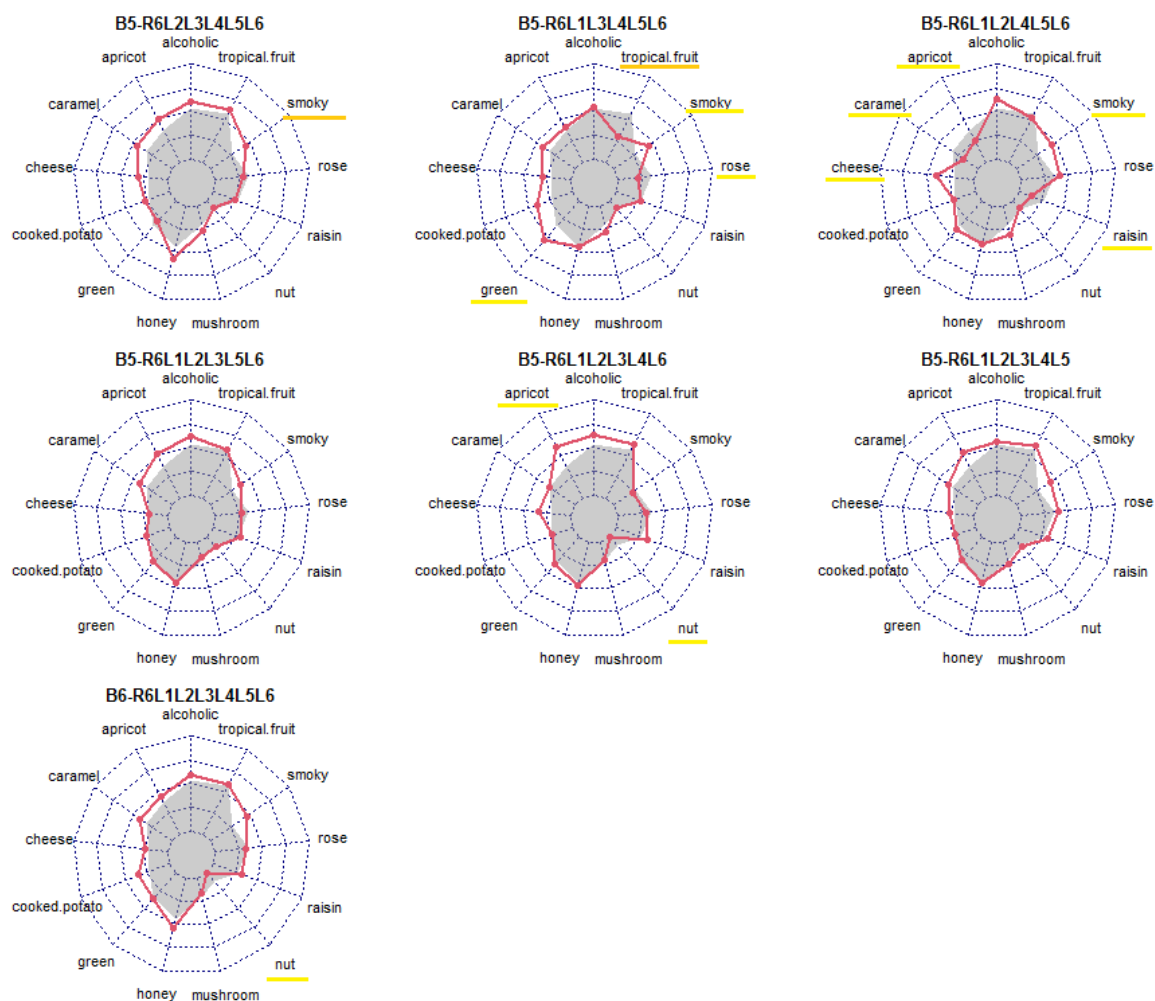 B5-R6L2L3L4L5L6
alcoholic
apricot
tropical.fruit
caramel
smoky
cheese
rose
cooked.potato
raisin
green
nut
honey
mushroom
B5-R6L1L3L4L5L6
alcoholic
tropical.fruit
apricot
caramel
smoky
cheese
rose
cooked.potato
raisin
green
nut
honey
mushroom
B5-R6L1L2L4L5L6
alcoholic
apricot
tropical.fruit
caramel
smoky
cheese
rose
cooked.potato
raisin
green
nut
honey
mushroom
B5-R6L1L2L3L5L6
alcoholic
apricot
tropical.fruit
caramel
smoky
cheese
rose
cooked.potato
raisin
green
nut
honey
mushroom
B5-R6L1L2L3L4L6
alcoholic
apricot
tropical.fruit
caramel
smoky
cheese
rose
cooked.potato
raisin
green
nut
honey
mushroom
B5-R6L1L2L3L4L5
alcoholic
apricot
tropical.fruit
caramel
smoky
cheese
rose
cooked.potato
raisin
green
nut
honey
mushroom
B6-R6L1L2L3L4L5L6
alcoholic
apricot
tropical.fruit
caramel
smoky
cheese
rose
cooked.potato
raisin
green
nut
honey
mushroom